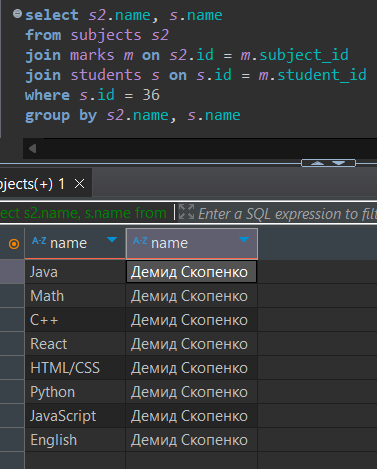 select s2.name, s.name
from subjects s2
join marks m on s2.id = m.subject_id
join students s on s.id = m.student_id
where s.id = 36
group by s2.name, s.name
bjects(+) 1
ect s2.name, s.name from
Enter a SQL expression to filt
A-Z name A-Z name
Java Демид Скопенко
Math Демид Скопенко
C++ Демид Скопенко
React Демид Скопенко
HTML/CSS Демид Скопенко
Python Демид Скопенко
JavaScript Демид Скопенко
English Демид Скопенко